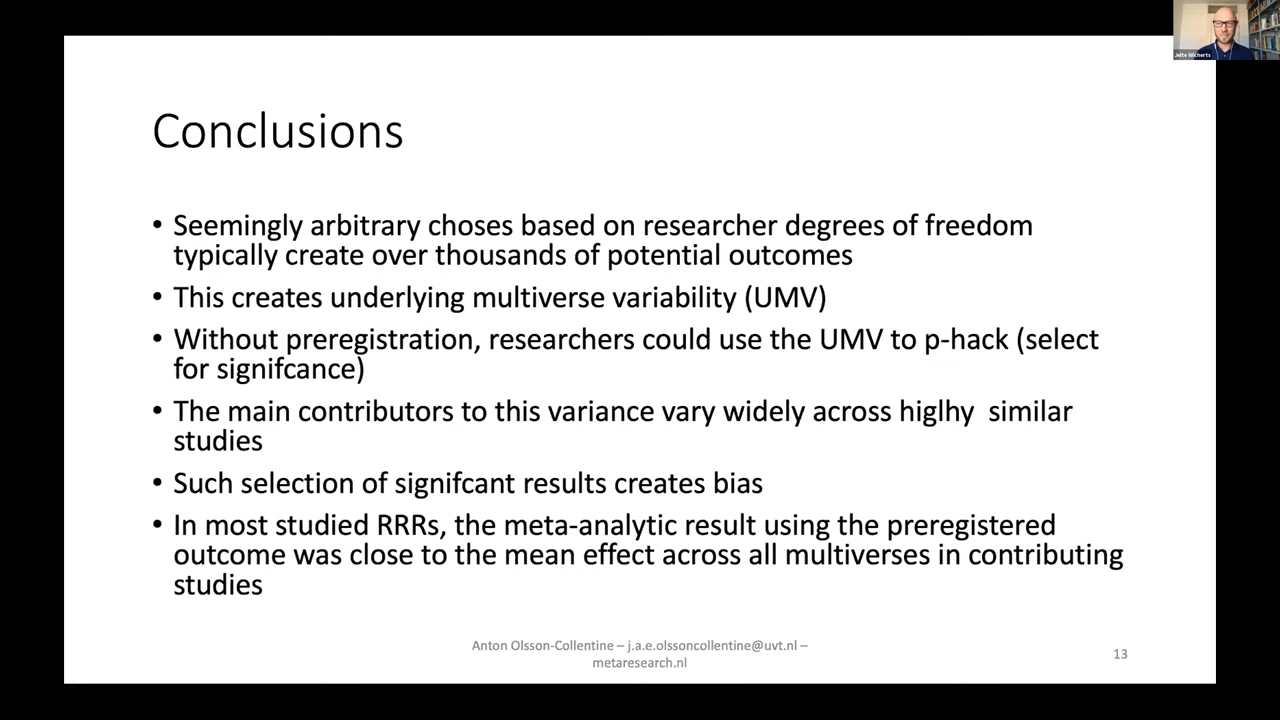 Jelte Wicherts
Conclusions
• Seemingly arbitrary choses based on researcher degrees of freedom
typically create over thousands of potential outcomes
• This creates underlying multiverse variability (UMV)
• Without preregistration, researchers could use the UMV to p-hack (select
for signifcance)
• The main contributors to this variance vary widely across higlhy  similar
studies
• Such selection of signifcant results creates bias
• In most studied RRRs, the meta-analytic result using the preregistered
outcome was close to the mean effect across all multiverses in contributing
studies
Anton Olsson-Collentine – j.a.e.olssoncollentine@uvt.nl –
metaresearch.nl
13